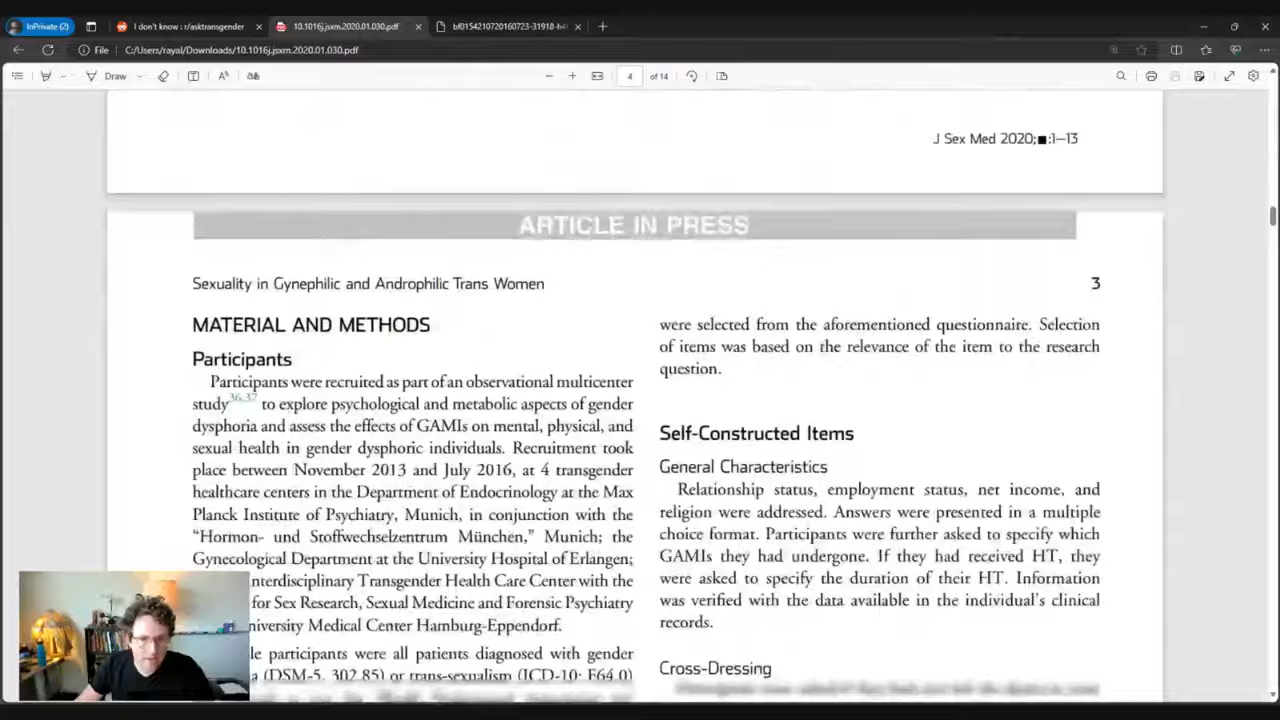 InPrivate (2)
I don't know : r/asktransgender
10.1016j.jsxm.2020.01.030.pdf
File
C:/Users/rayal/Downloads/10.1016j.jsxm.2020.01.030.pdf
Draw
4 of 14
J Sex Med 2020;■:1–13
ARTICLE IN PRESS
Sexuality in Gynephilic and Androphilic Trans Women
3
MATERIAL AND METHODS
Participants
Participants were recruited as part of an observational multicenter
study36,37 to explore psychological and metabolic aspects of gender
dysphoria and assess the effects of GAMIs on mental, physical, and
sexual health in gender dysphoric individuals. Recruitment took
place between November 2013 and July 2016, at 4 transgender
healthcare centers in the Department of Endocrinology at the Max
Planck Institute of Psychiatry, Munich, in conjunction with the
“Hormon- und Stoffwechselzentrum München,” Munich; the
Gynecological Department at the University Hospital of Erlangen;
nterdisciplinary Transgender Health Care Center with the
for Sex Research, Sexual Medicine and Forensic Psychiatry
niversity Medical Center Hamburg-Eppendorf.
le participants were all patients diagnosed with gender
a (DSM-5, 302.85) or trans-sexualism (ICD-10: F64.0)
were selected from the aforementioned questionnaire. Selection
of items was based on the relevance of the item to the research
question.
Self-Constructed Items
General Characteristics
Relationship status, employment status, net income, and
religion were addressed. Answers were presented in a multiple
choice format. Participants were further asked to specify which
GAMIs they had undergone. If they had received HT, they
were asked to specify the duration of their HT. Information
was verified with the data available in the individual's clinical
records.
Cross-Dressing